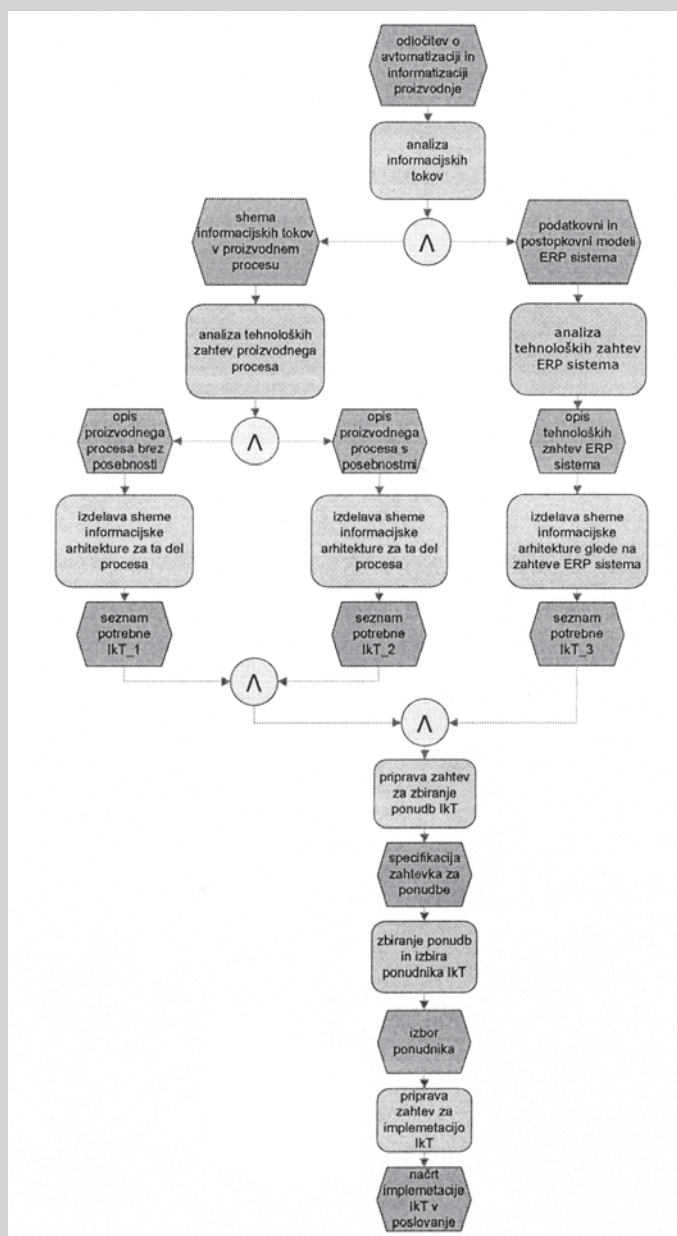 odločitev o
avtomatizaciji in
informatizaciji
proizvodnje
analiza
informacijskih
tokov
shema
informacijskih tokov
v proizvodnem
procesu
Λ
podatkovni in
postopkovni modeli
ERP sistema
analiza tehnoloških
zahtev proizvodnega
procesa
analiza
tehnoloških zahtev
ERP sistema
opis
proizvodnega
procesa brez
posebnosti
Λ
opis
proizvodnega
procesa s
posebnostmi
opis
tehnoloških
zahtev ERP
sistema
izdelava sheme
informacijske
arhitekture za ta del
procesa
izdelava sheme
informacijske
arhitekture za ta del
procesa
izdelava sheme
informacijske
arhitekture glede na
zahteve ERP sistema
seznam
potrebne
IkT_1
seznam
potrebne
IkT_2
seznam
potrebne
IkT_3
Λ
Λ
priprava zahtev
za zbiranje
ponudb IkT
specifikacija
zahtevka za
ponudbe
zbiranje ponudb
in izbira
ponudnika IkT
izbor
ponudnika
priprava
zahtev za
implemetacijo
IkT
načrt
implemetacije
IkT v
poslovanje